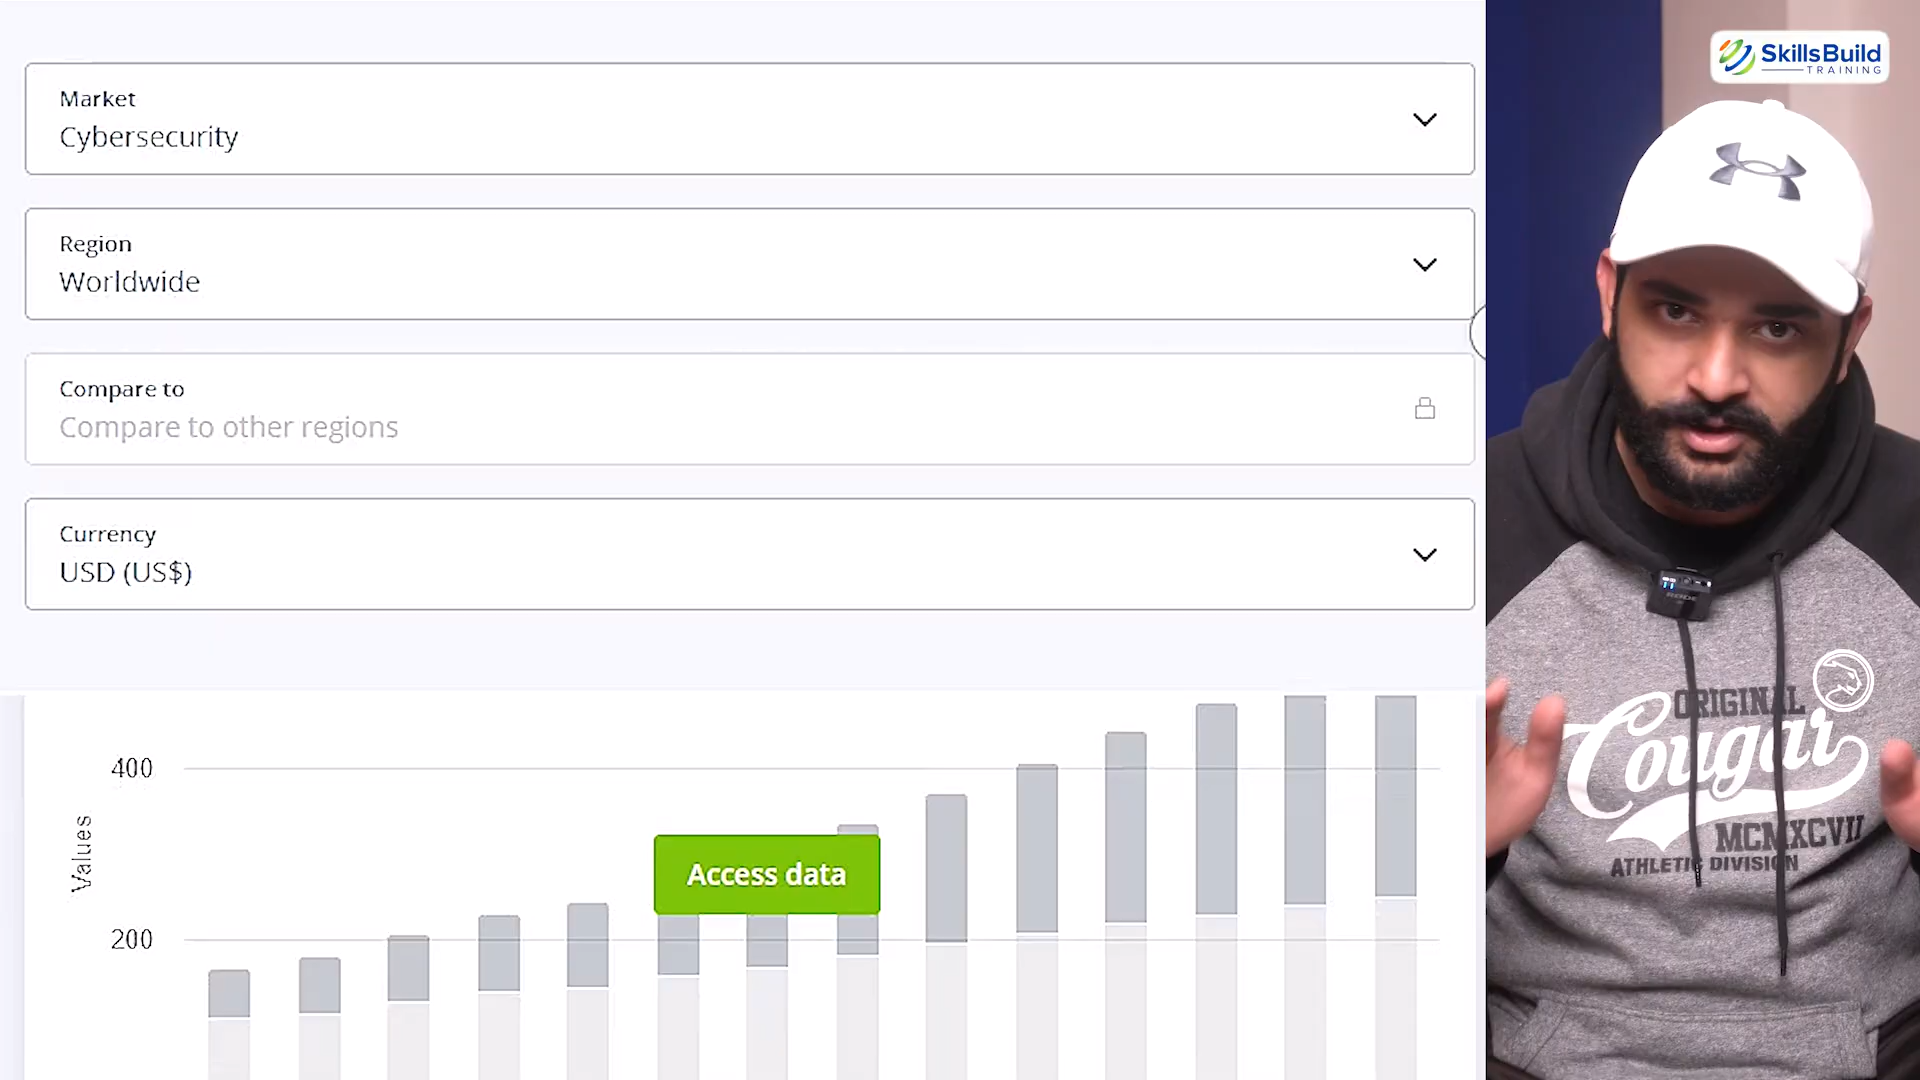 Market
Cybersecurity
Region
Worldwide
Compare to
Compare to other regions
Currency
USD (US$)
400
Values
Access data
200
SkillsBuild
TRAINING
RODE
ORIGINAL
Cougar
MCMXCVII
ATHLETIC DIVISION